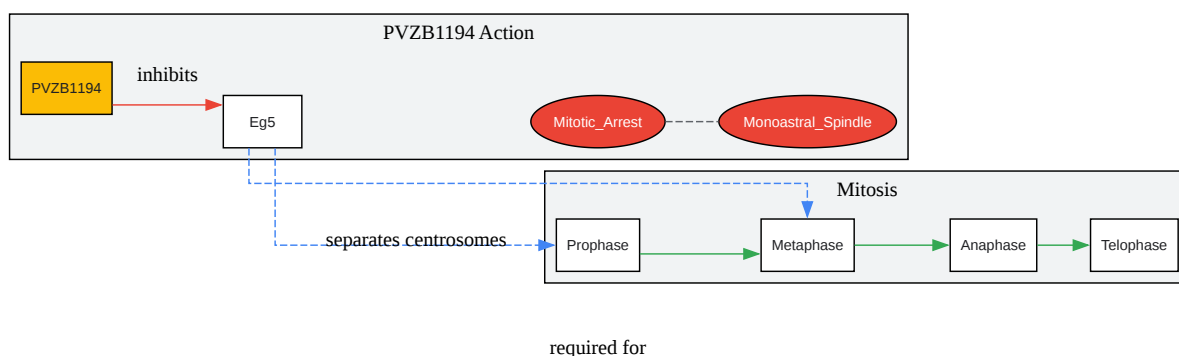 PVZB1194 Action
PVZB1194
inhibits
Eg5
Mitotic_Arrest
Monoastral_Spindle
Mitosis
separates centrosomes
Prophase
Metaphase
Anaphase
Telophase
required for